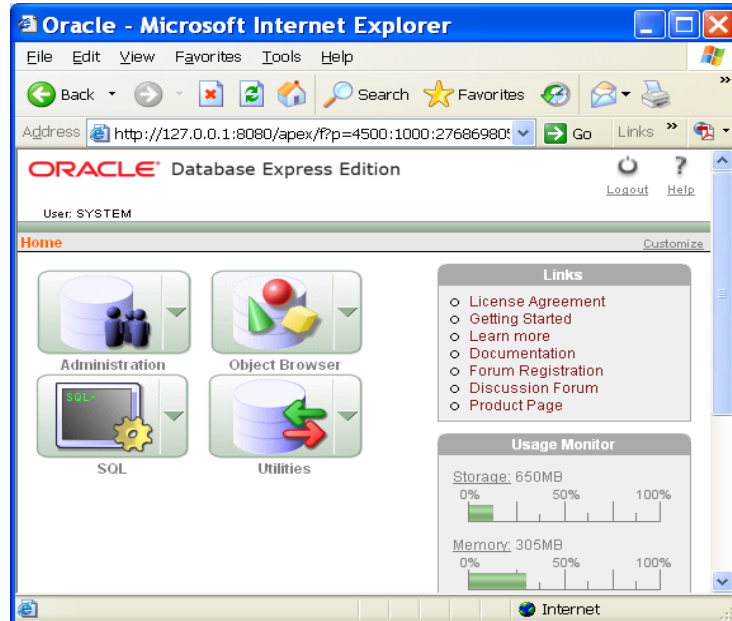 Oracle - Microsoft Internet Explorer
File Edit View Favorites Tools Help
Back Search Favorites »
Address http://127.0.0.1:8080/apex/f?p=4500:1000:27686980 Go Links »
ORACLE Database Express Edition
Logout Help
User: SYSTEM
Home Customize
Links
License Agreement
Getting Started
Learn more
Documentation
Forum Registration
Discussion Forum
Product Page
Administration Object Browser
SQL>
SQL Utilities
Usage Monitor
Storage: 650MB
0% 50% 100%
Memory: 305MB
0% 50% 100%
Internet